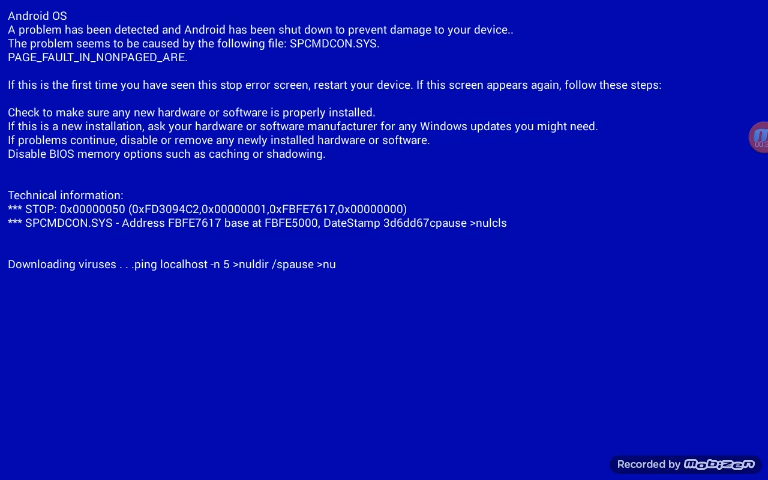 Android OS
A problem has been detected and Android has been shut down to prevent damage to your device..
The problem seems to be caused by the following file: SPCMDCON.SYS.
PAGE_FAULT_IN_NONPAGED_ARE.
If this is the first time you have seen this stop error screen, restart your device. If this screen appears again, follow these steps:
Check to make sure any new hardware or software is properly installed.
If this is a new installation, ask your hardware or software manufacturer for any Windows updates you might need.
If problems continue, disable or remove any newly installed hardware or software.
Disable BIOS memory options such as caching or shadowing.
Technical information:
*** STOP: 0x00000050 (0xFD3094C2,0x00000001,0xFBFE7617,0x00000000)
*** SPCMDCON.SYS - Address FBFE7617 base at FBFE5000, DateStamp 3d6dd67cpause >nulcls
Downloading viruses . . .ping localhost -n 5 >nuldir /spause >nu
Recorded by mobizen